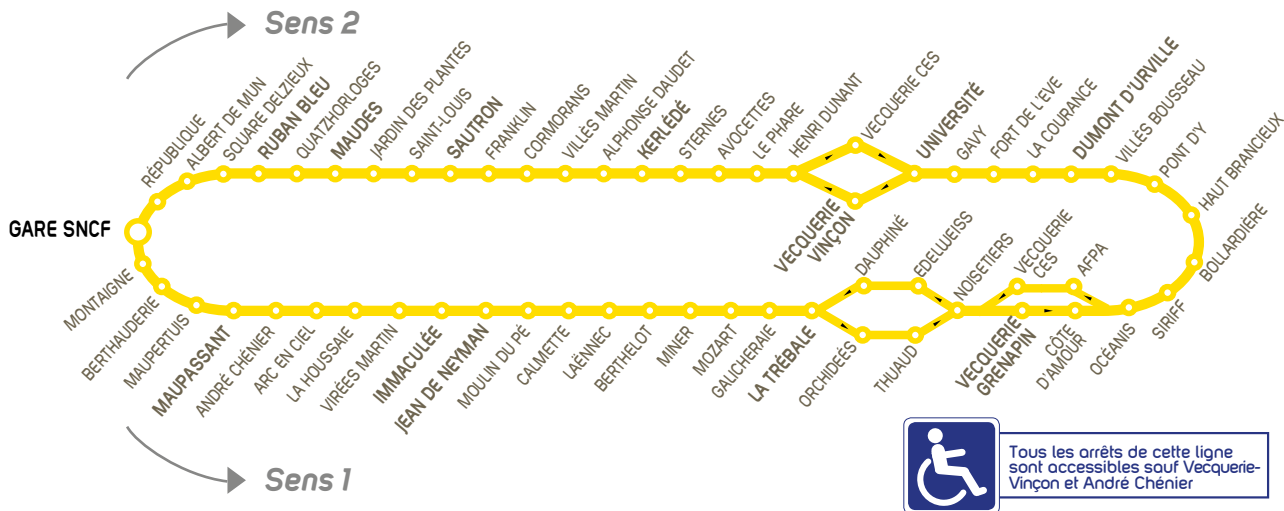 Sens 2
RÉPUBLIQUE
ALBERT DE MUN
SQUARE DELZIEUX
RUBAN BLEU
QUATZHORLOGES
MAUDES
JARDIN DES PLANTES
SAINT-LOUIS
SAUTRON
FRANKLIN
CORMORANS
VILLÈS MARTIN
ALPHONSE DAUDET
KERLÉDÉ
STERNES
AVOCETTES
LE PHARE
HENRI DUNANT
VECQUERIE CES
UNIVERSITÉ
GAVY
FORT DE L'EVE
LA COURANCE
DUMONT D'URVILLE
VILLÈS BOUSSEAU
PONT D'Y
HAUT BRANCIEUX
GARE SNCF
VECQUERIE
VINÇON
DAUPHINÉ
EDELWEISS
NOISETIERS
VECQUERIE
CES
AFPA
BOLLARDIÈRE
MONTAIGNE
BERTHAUDERIE
MAUPERTUIS
MAUPASSANT
ANDRÉ CHÉNIER
ARC EN CIEL
LA HOUSSAIE
VIRÉES MARTIN
IMMACULÉE
JEAN DE NEYMAN
MOULIN DU PÉ
CALMETTE
LAËNNEC
BERTHELOT
MINER
MOZART
GALICHERAIE
LA TRÉBALE
ORCHIDÉES
THUAUD
VECQUERIE
GRENAPIN
CÔTE
D'AMOUR
OCÉANIS
SIRIFF
Sens 1
Tous les arrêts de cette ligne
sont accessibles sauf Vecquerie-
Vinçon et André Chénier